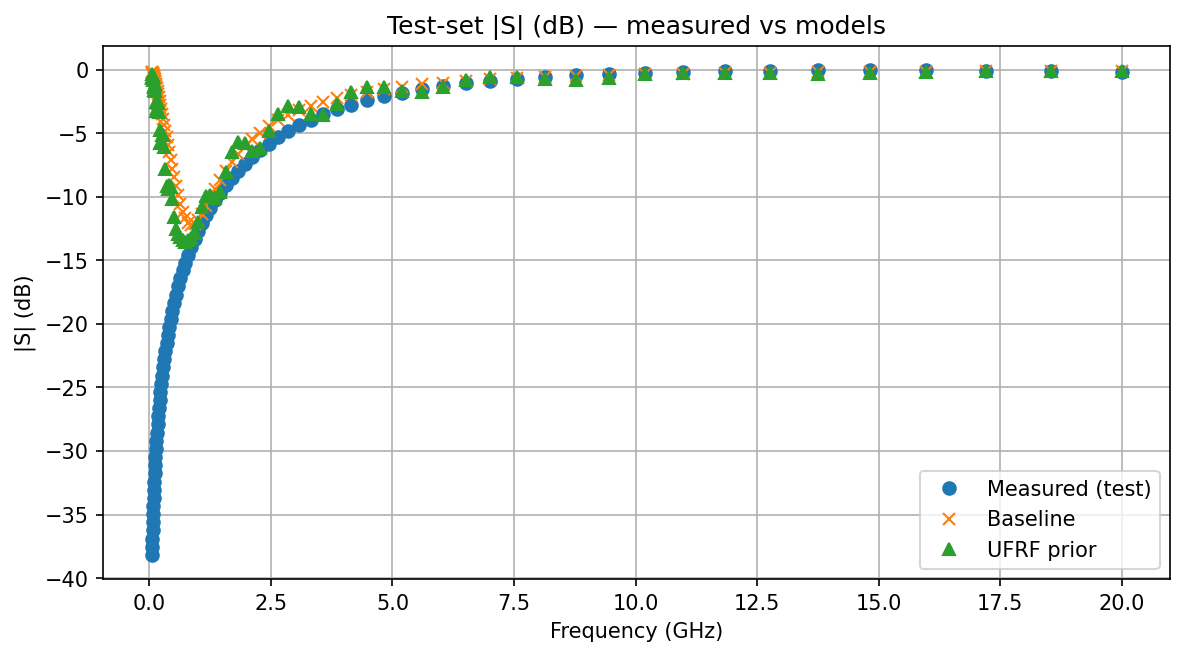 Test-set |S| (dB) — measured vs models
|S| (dB)
0
−5
−10
−15
−20
−25
−30
−35
−40
0.0 2.5 5.0 7.5 10.0 12.5 15.0 17.5 20.0
Frequency (GHz)
Measured (test)
Baseline
UFRF prior